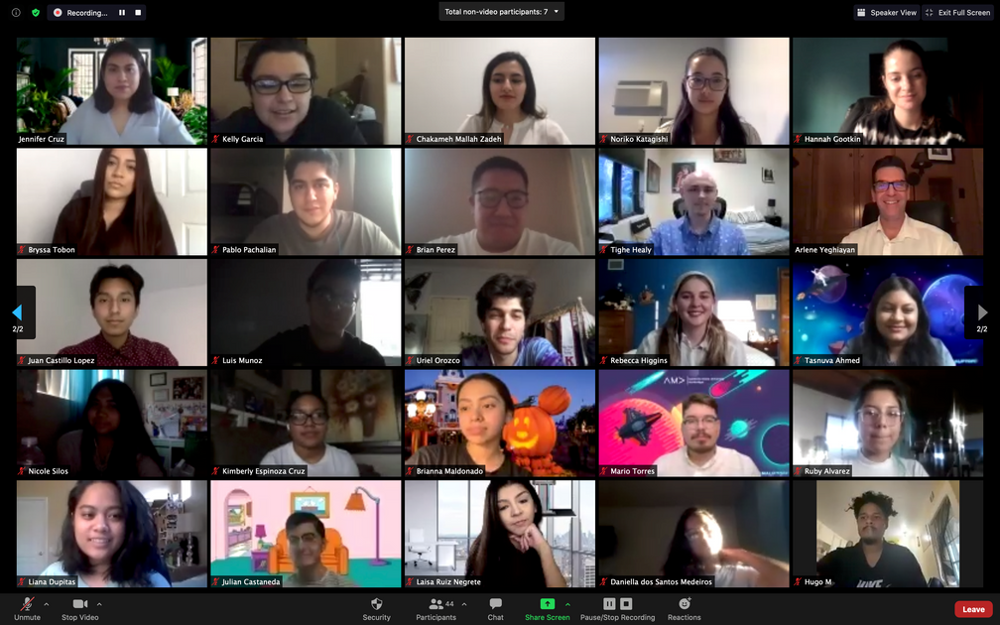 Recording...
Total non-video participants: 7
Speaker View
Exit Full Screen
Jennifer Cruz
Kelly Garcia
Chakameh Mallah Zadeh
Noriko Katagishi
Hannah Gootkin
Bryssa Tobon
Pablo Pachalian
Brian Perez
Tighe Healy
Arlene Yeghiayan
2/2
Juan Castillo Lopez
Luis Munoz
Uriel Orozco
Rebecca Higgins
Tasnuva Ahmed
2/2
Nicole Silos
Kimberly Espinoza Cruz
Brianna Maldonado
Mario Torres
Ruby Alvarez
Liana Dupitas
Julian Castaneda
Laisa Ruiz Negrete
Daniella dos Santos Medeiros
Hugo M
Unmute
Stop Video
Security
44
Participants
Chat
Share Screen
Pause/Stop Recording
Reactions
Leave